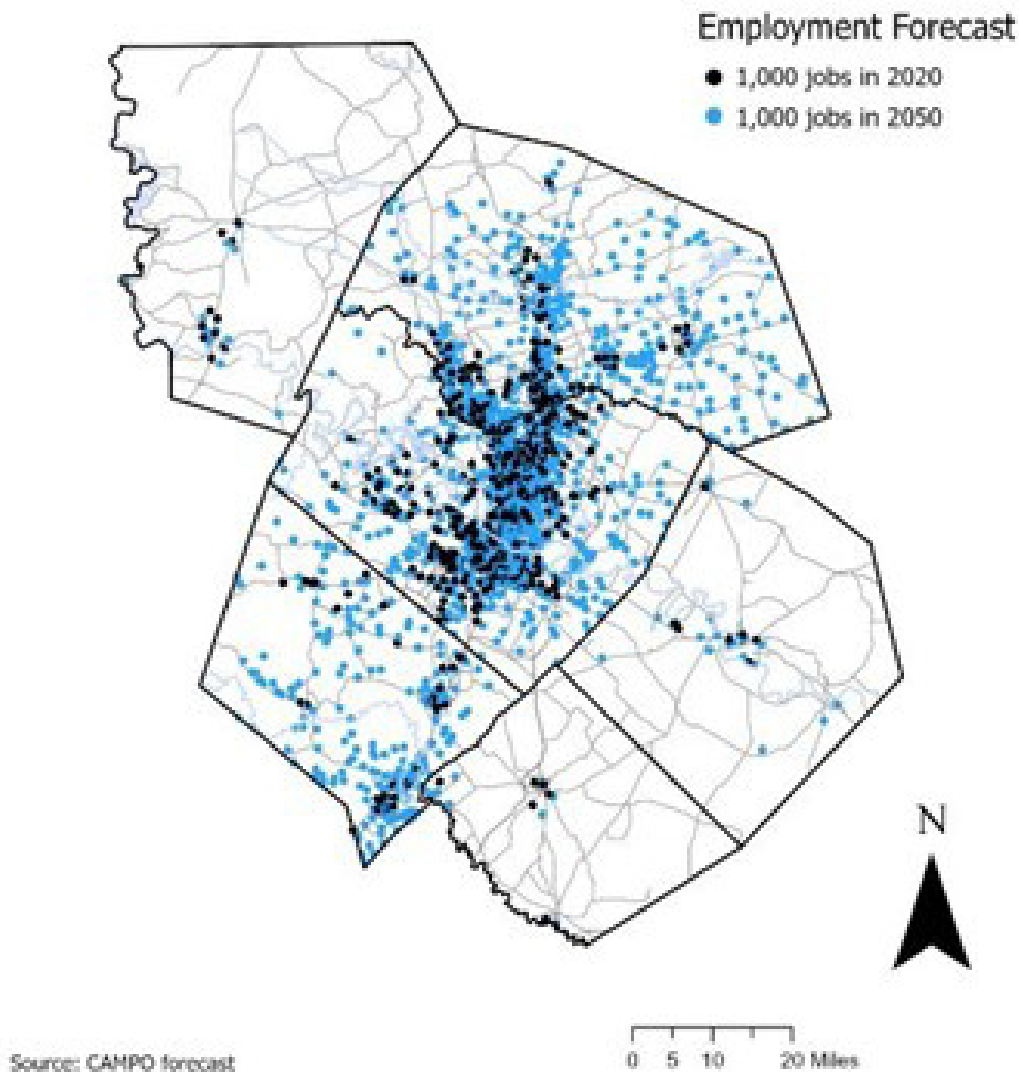 Employment Forecast
1,000 jobs in 2020
1,000 jobs in 2050
N
0 5 10 20 Miles
Source: CAMPO forecast